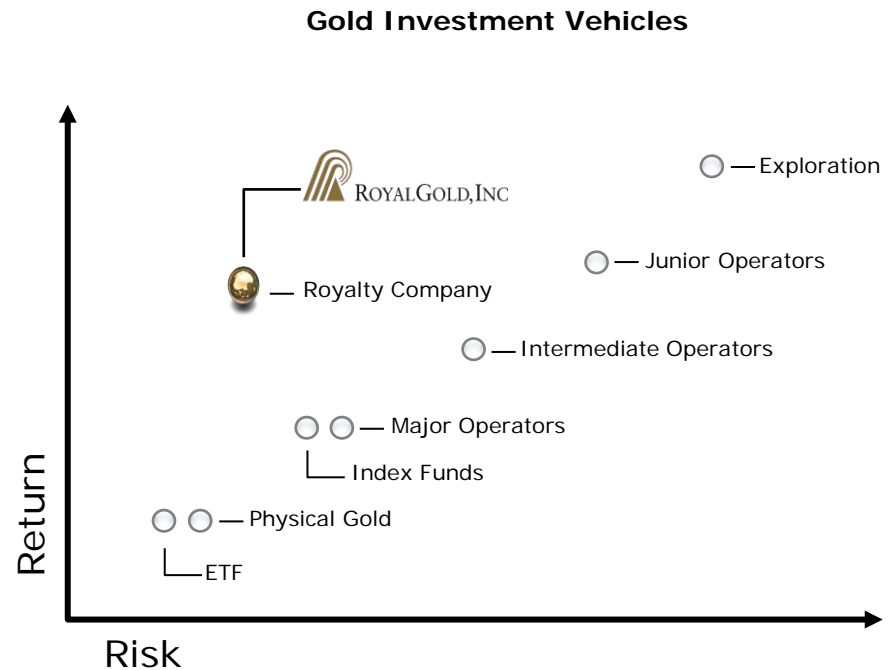 Gold Investment Vehicles
ROYALGOLD,INC
Exploration
Junior Operators
Royalty Company
Intermediate Operators
Major Operators
Index Funds
Physical Gold
ETF
Return
Risk